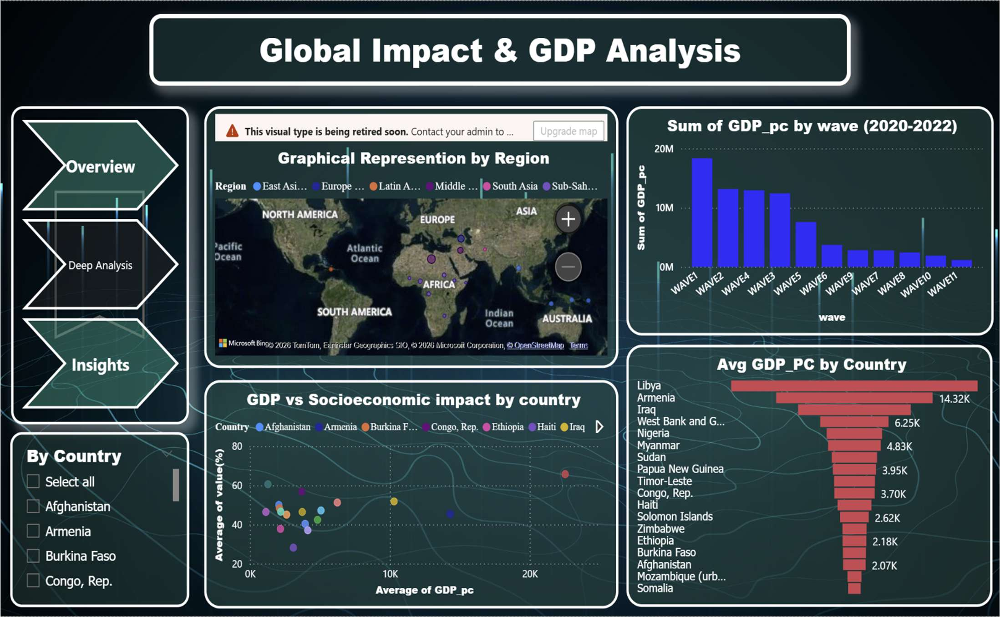 Global Impact & GDP Analysis
Overview
Deep Analysis
Insights
By Country
Select all
Afghanistan
Armenia
Burkina Faso
Congo, Rep.
This visual type is being retired soon. Contact your admin to ...
Upgrade map
Graphical Represention by Region
Region East Asi... Europe ... Latin A... Middle ... South Asia Sub-Sah...
NORTH AMERICA
EUROPE
ASIA
Pacific
Ocean
Atlantic
Ocean
AFRICA
SOUTH AMERICA
Indian
Ocean
AUSTRALIA
Microsoft Bing
© 2026 TomTom, Earthstar Geographics SIO, © 2026 Microsoft Corporation, © OpenStreetMap Terms
GDP vs Socioeconomic impact by country
Country Afghanistan Armenia Burkina F... Congo, Rep. Ethiopia Haiti Iraq
Average of value(%)
80
60
40
20
0K 10K 20K
Average of GDP_pc
Sum of GDP_pc by wave (2020-2022)
Sum of GDP_pc
20M
10M
0M
WAVE1 WAVE2 WAVE4 WAVE3 WAVE5 WAVE6 WAVE9 WAVE7 WAVE8 WAVE10 WAVE11
wave
Avg GDP_PC by Country
Libya
Armenia 14.32K
Iraq
West Bank and G... 6.25K
Nigeria
Myanmar 4.83K
Sudan
Papua New Guinea 3.95K
Timor-Leste
Congo, Rep. 3.70K
Haiti
Solomon Islands 2.62K
Zimbabwe
Ethiopia 2.18K
Burkina Faso
Afghanistan 2.07K
Mozambique (urb...
Somalia